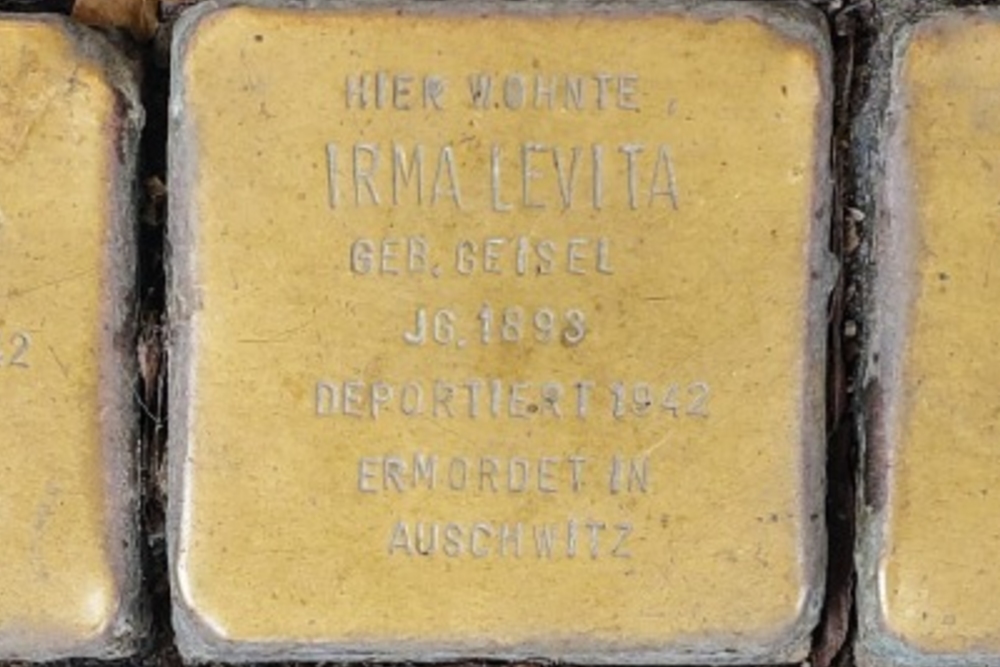 HIER WOHNTE
IRMA LEVITA
GEB. GEISEL
JG. 1893
DEPORTIERT 1942
ERMORDET IN
AUSCHWITZ